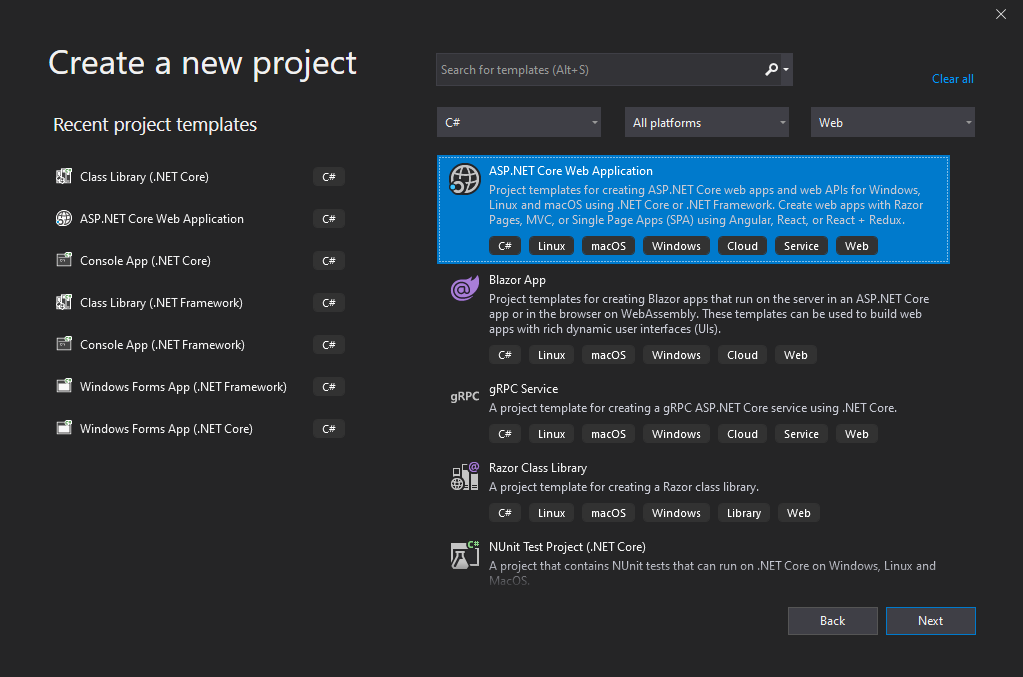 Create a new project
Search for templates (Alt+S)
Clear all
C#
All platforms
Web
Recent project templates
Class Library (.NET Core)
C#
ASP.NET Core Web Application
C#
Console App (.NET Core)
C#
Class Library (.NET Framework)
C#
Console App (.NET Framework)
C#
Windows Forms App (.NET Framework)
C#
Windows Forms App (.NET Core)
C#
ASP.NET Core Web Application
Project templates for creating ASP.NET Core web apps and web APIs for Windows,
Linux and macOS using .NET Core or .NET Framework. Create web apps with Razor
Pages, MVC, or Single Page Apps (SPA) using Angular, React, or React + Redux.
C# Linux macOS Windows Cloud Service Web
Blazor App
Project templates for creating Blazor apps that run on the server in an ASP.NET Core
app or in the browser on WebAssembly. These templates can be used to build web
apps with rich dynamic user interfaces (UIs).
C# Linux macOS Windows Cloud Web
gRPC
gRPC Service
A project template for creating a gRPC ASP.NET Core service using .NET Core.
C# Linux macOS Windows Cloud Service Web
Razor Class Library
A project template for creating a Razor class library.
C# Linux macOS Windows Library Web
NUnit Test Project (.NET Core)
A project that contains NUnit tests that can run on .NET Core on Windows, Linux and
MacOS.
Back
Next